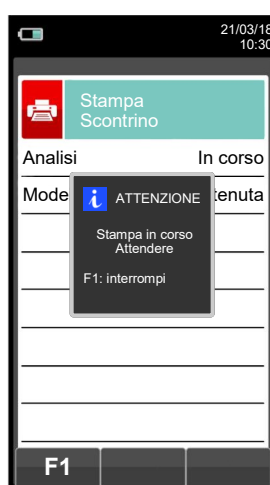 21/03/18
10:30
Stampa
Scontrino
Analisi In corso
Mode tenuta
ATTENZIONE
Stampa in corso
Attendere
F1: interrompi
F1